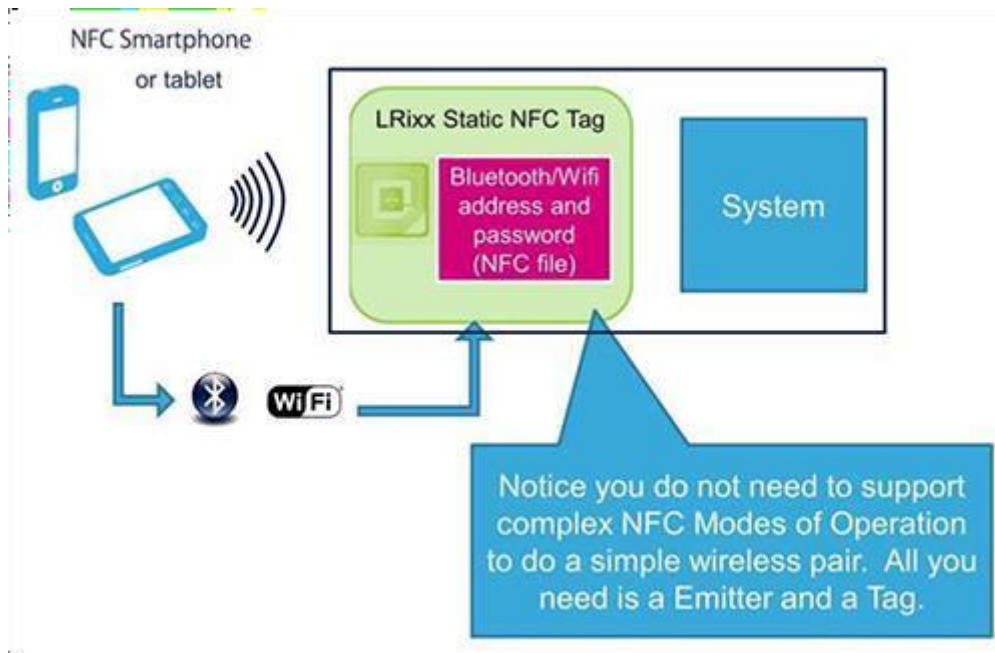 NFC Smartphone
or tablet
LRixx Static NFC Tag
Bluetooth/Wifi
address and
password
(NFC file)
System
WiFi
Notice you do not need to support
complex NFC Modes of Operation
to do a simple wireless pair.  All you
need is a Emitter and a Tag.